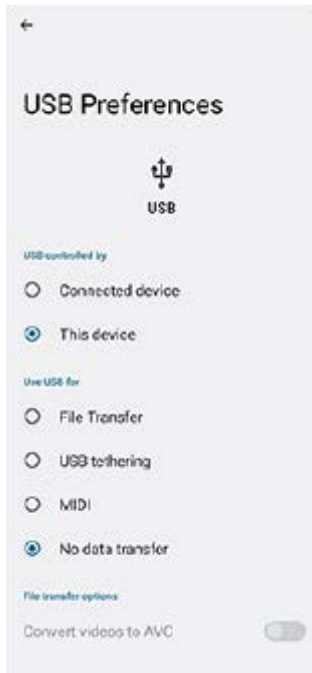 USB Preferences
USB
USB controlled by
Connected device
This device
Use USB for
File Transfer
USB tethering
MIDI
No data transfer
File transfer options
Convert videos to AVC